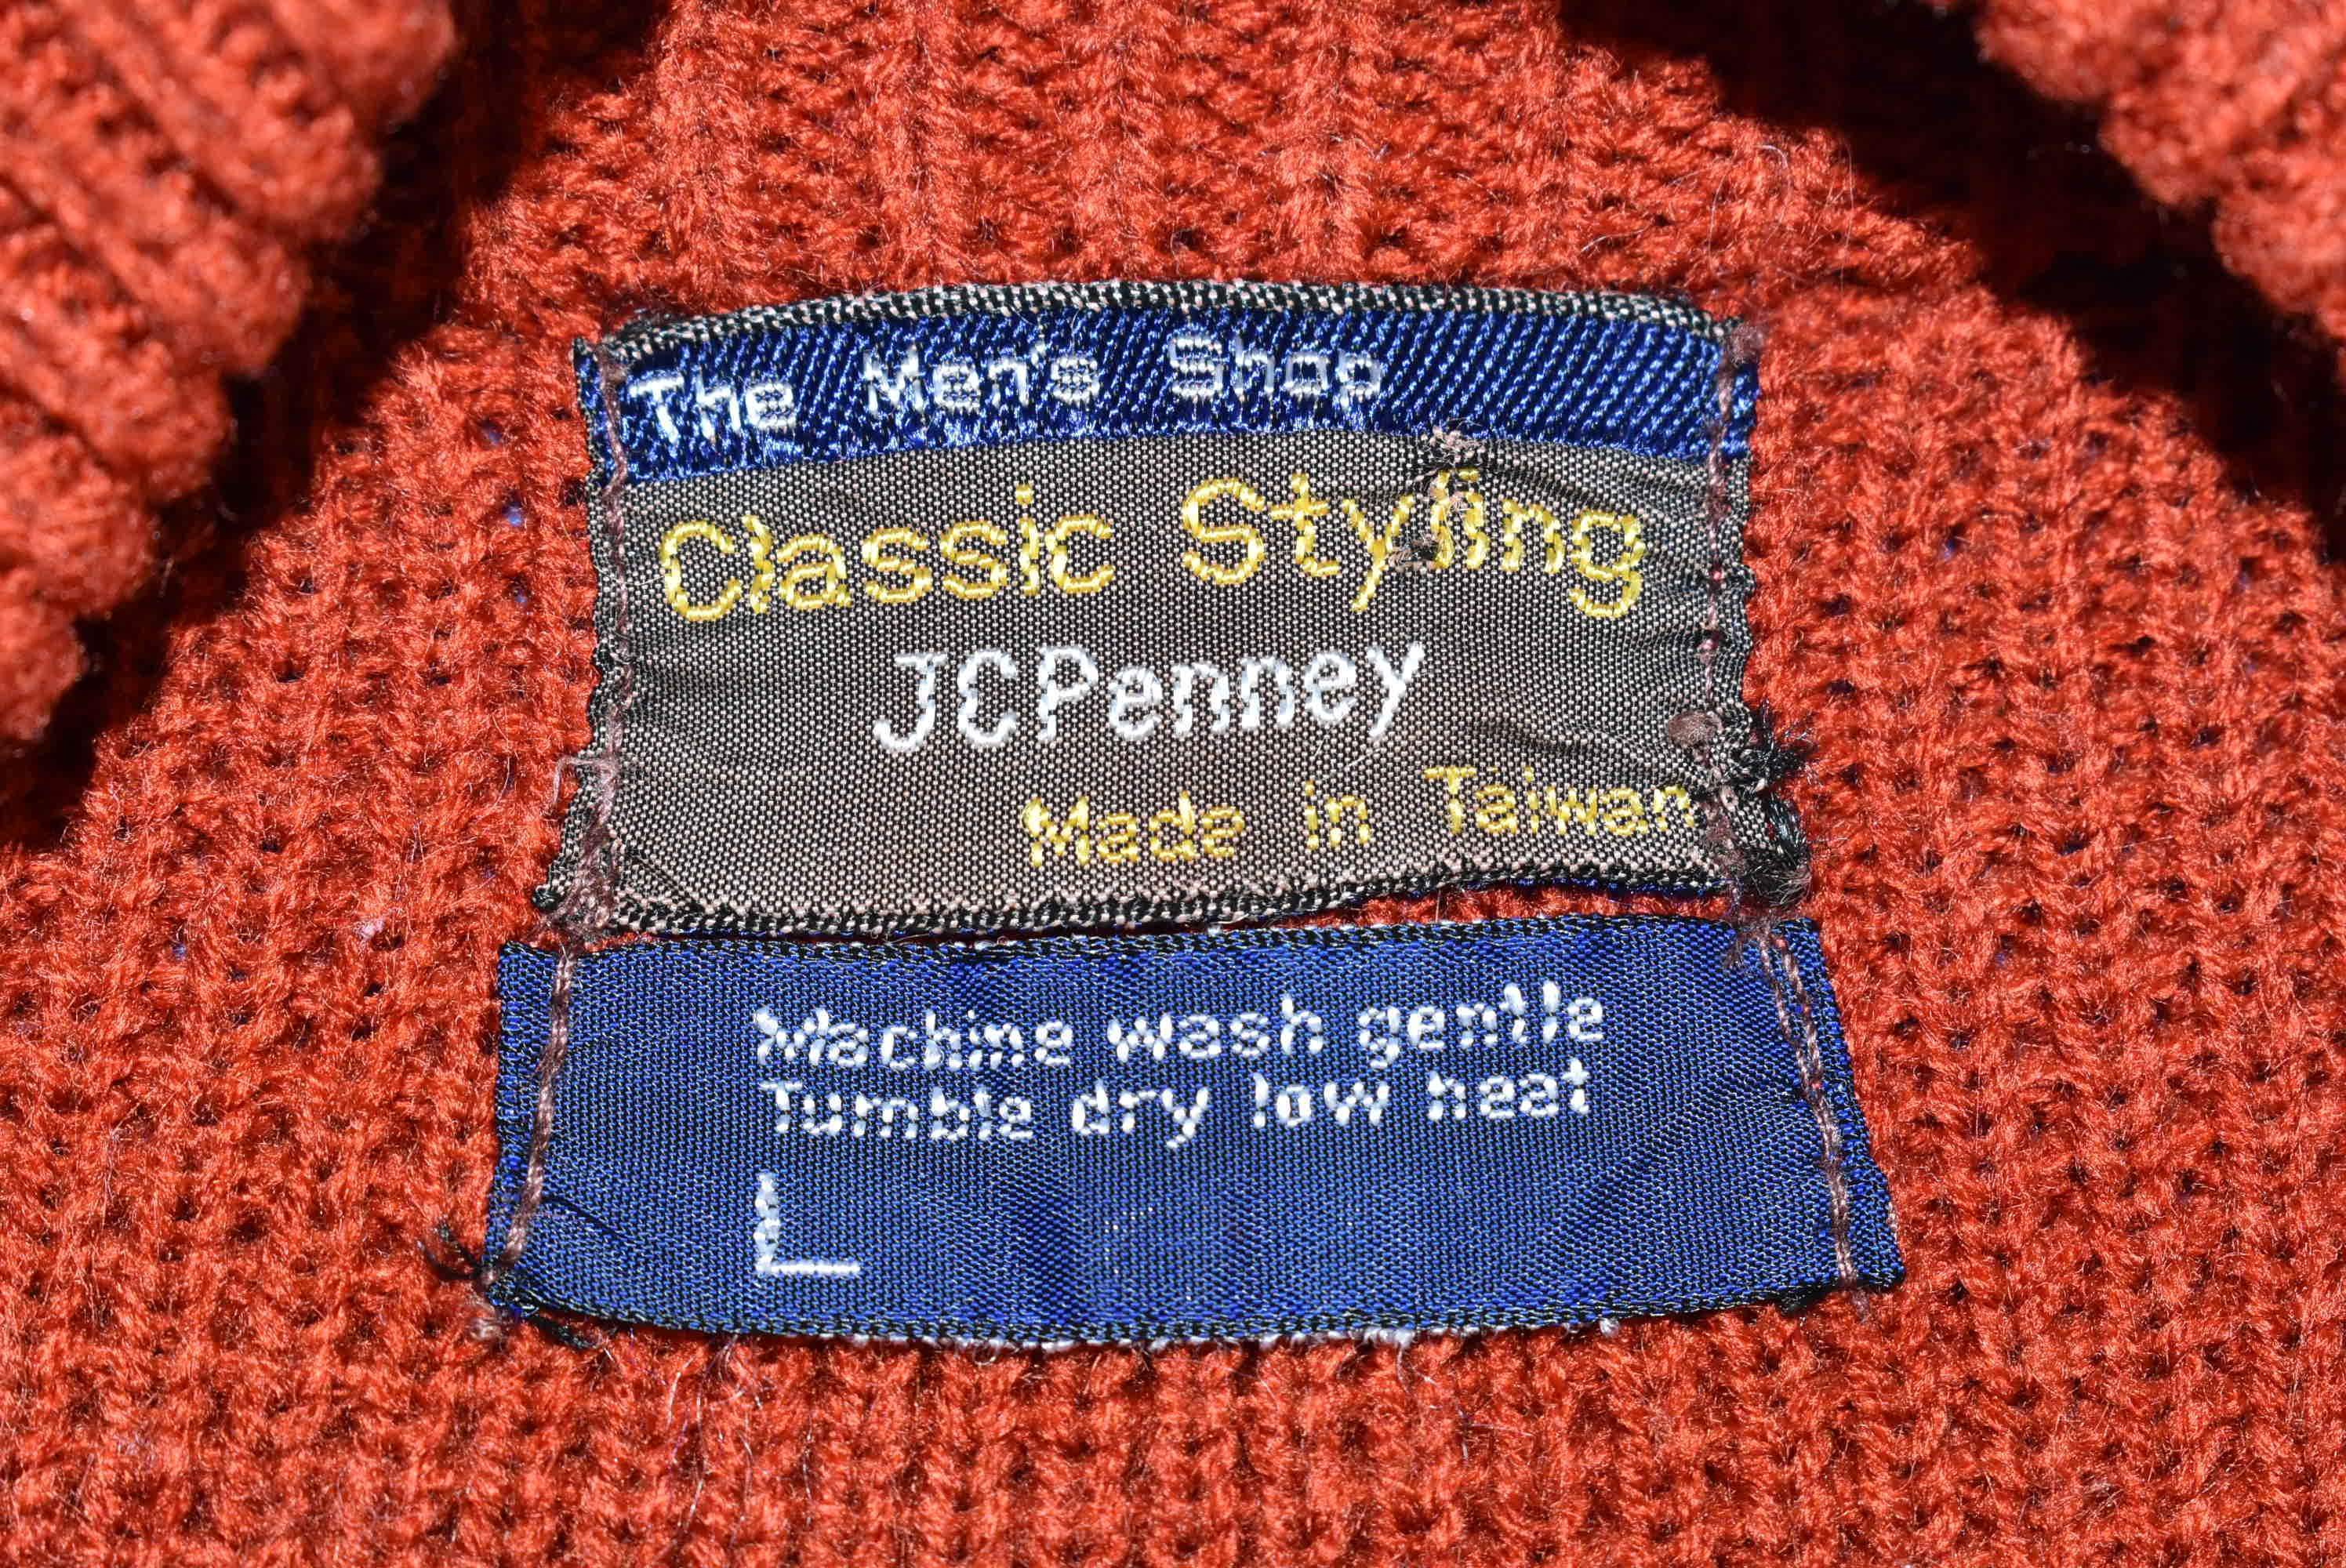 The Men's Shop
Classic Styling
JCPenney
Made in Taiwan
Machine wash gentle
Tumble dry low heat
L